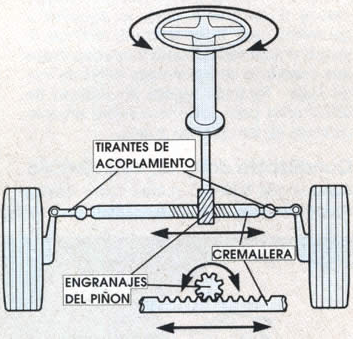 TIRANTES DE
ACOPLAMIENTO
CREMALLERA
ENGRANAJES
DEL PIÑON